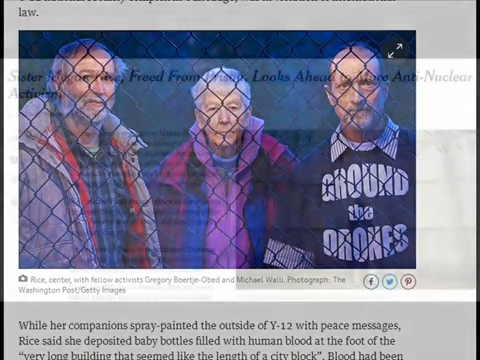 law.
Sister Megan Rice, Freed From Prison, Looks Ahead to More Anti-Nuclear
Activism
GROUND
the
DRONES
Rice, center, with fellow activists Gregory Boertje-Obed and Michael Walli. Photograph: The
Washington Post/Getty Images
While her companions spray-painted the outside of Y-12 with peace messages,
Rice said she deposited baby bottles filled with human blood at the foot of a
“very long building that seemed like the length of a city block”. Blood had been